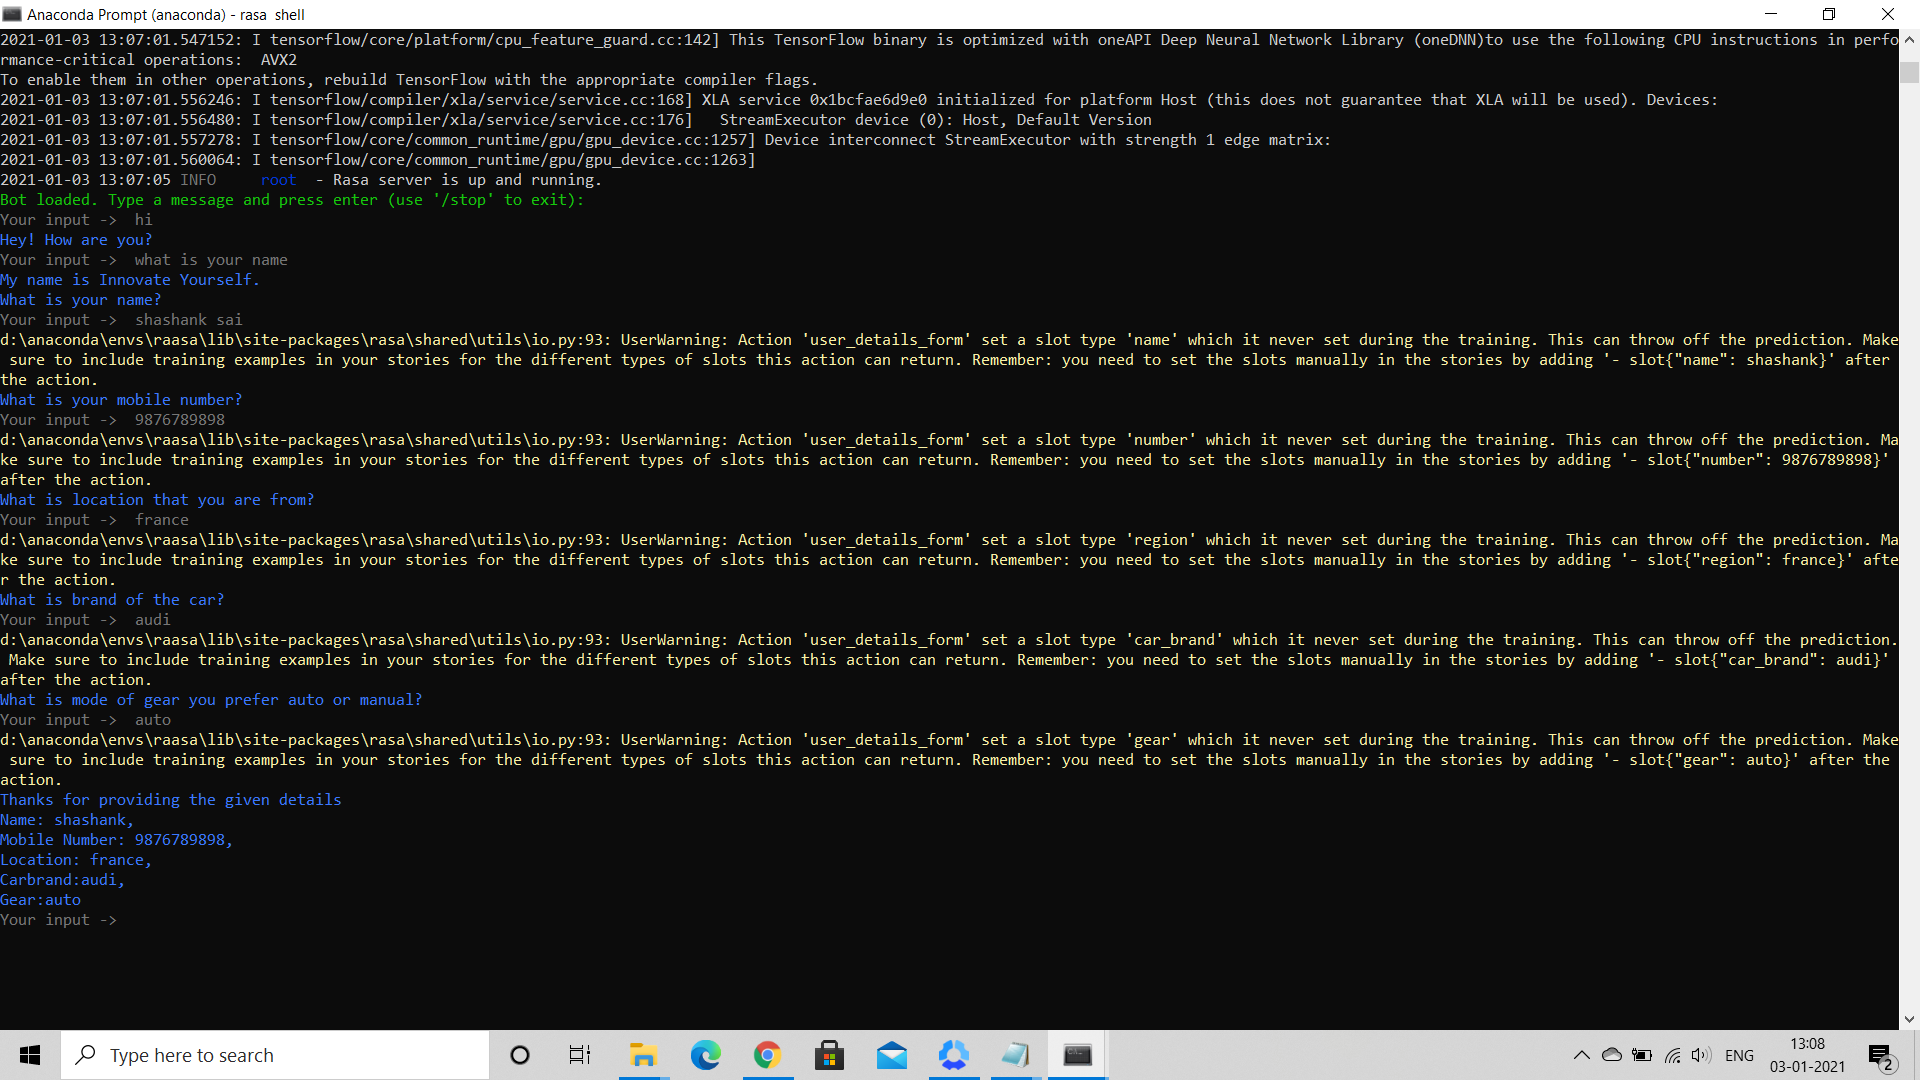 Anaconda Prompt (anaconda) - rasa  shell
2021-01-03 13:07:01.547152: I tensorflow/core/platform/cpu_feature_guard.cc:142] This TensorFlow binary is optimized with oneAPI Deep Neural Network Library (oneDNN)to use the following CPU instructions in perfo
rmance-critical operations:  AVX2
To enable them in other operations, rebuild TensorFlow with the appropriate compiler flags.
2021-01-03 13:07:01.556246: I tensorflow/compiler/xla/service/service.cc:168] XLA service 0x1bcfae6d9e0 initialized for platform Host (this does not guarantee that XLA will be used). Devices:
2021-01-03 13:07:01.556480: I tensorflow/compiler/xla/service/service.cc:176]   StreamExecutor device (0): Host, Default Version
2021-01-03 13:07:01.557278: I tensorflow/core/common_runtime/gpu/gpu_device.cc:1257] Device interconnect StreamExecutor with strength 1 edge matrix:
2021-01-03 13:07:01.560064: I tensorflow/core/common_runtime/gpu/gpu_device.cc:1263]
2021-01-03 13:07:05 INFO     root  - Rasa server is up and running.
Bot loaded. Type a message and press enter (use '/stop' to exit):
Your input ->  hi
Hey! How are you?
Your input ->  what is your name
My name is Innovate Yourself.
What is your name?
Your input ->  shashank sai
d:\anaconda\envs\raasa\lib\site-packages\rasa\shared\utils\io.py:93: UserWarning: Action 'user_details_form' set a slot type 'name' which it never set during the training. This can throw off the prediction. Make
 sure to include training examples in your stories for the different types of slots this action can return. Remember: you need to set the slots manually in the stories by adding '- slot{"name": shashank}' after
the action.
What is your mobile number?
Your input ->  9876789898
d:\anaconda\envs\raasa\lib\site-packages\rasa\shared\utils\io.py:93: UserWarning: Action 'user_details_form' set a slot type 'number' which it never set during the training. This can throw off the prediction. Ma
ke sure to include training examples in your stories for the different types of slots this action can return. Remember: you need to set the slots manually in the stories by adding '- slot{"number": 9876789898}'
after the action.
What is location that you are from?
Your input ->  france
d:\anaconda\envs\raasa\lib\site-packages\rasa\shared\utils\io.py:93: UserWarning: Action 'user_details_form' set a slot type 'region' which it never set during the training. This can throw off the prediction. Ma
ke sure to include training examples in your stories for the different types of slots this action can return. Remember: you need to set the slots manually in the stories by adding '- slot{"region": france}' afte
r the action.
What is brand of the car?
Your input ->  audi
d:\anaconda\envs\raasa\lib\site-packages\rasa\shared\utils\io.py:93: UserWarning: Action 'user_details_form' set a slot type 'car_brand' which it never set during the training. This can throw off the prediction.
 Make sure to include training examples in your stories for the different types of slots this action can return. Remember: you need to set the slots manually in the stories by adding '- slot{"car_brand": audi}'
after the action.
What is mode of gear you prefer auto or manual?
Your input ->  auto
d:\anaconda\envs\raasa\lib\site-packages\rasa\shared\utils\io.py:93: UserWarning: Action 'user_details_form' set a slot type 'gear' which it never set during the training. This can throw off the prediction. Make
 sure to include training examples in your stories for the different types of slots this action can return. Remember: you need to set the slots manually in the stories by adding '- slot{"gear": auto}' after the
action.
Thanks for providing the given details
Name: shashank,
Mobile Number: 9876789898,
Location: france,
Carbrand:audi,
Gear:auto
Your input ->
Type here to search
ENG
13:08
03-01-2021
2